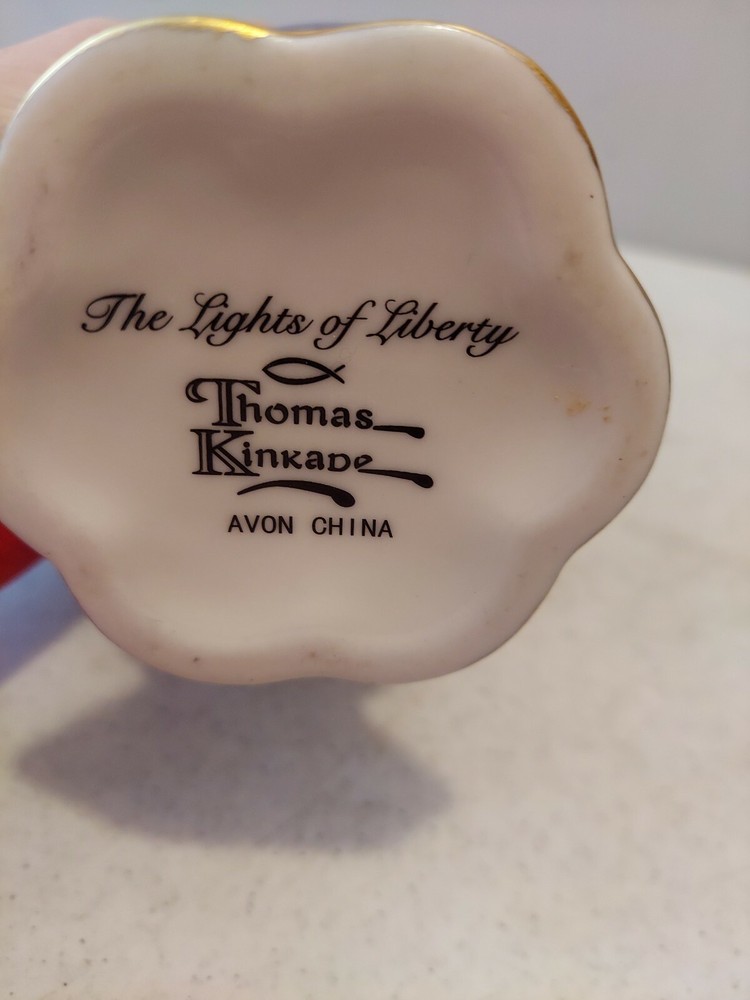 The Lights of Liberty
Thomas
Kinkade
AVON CHINA